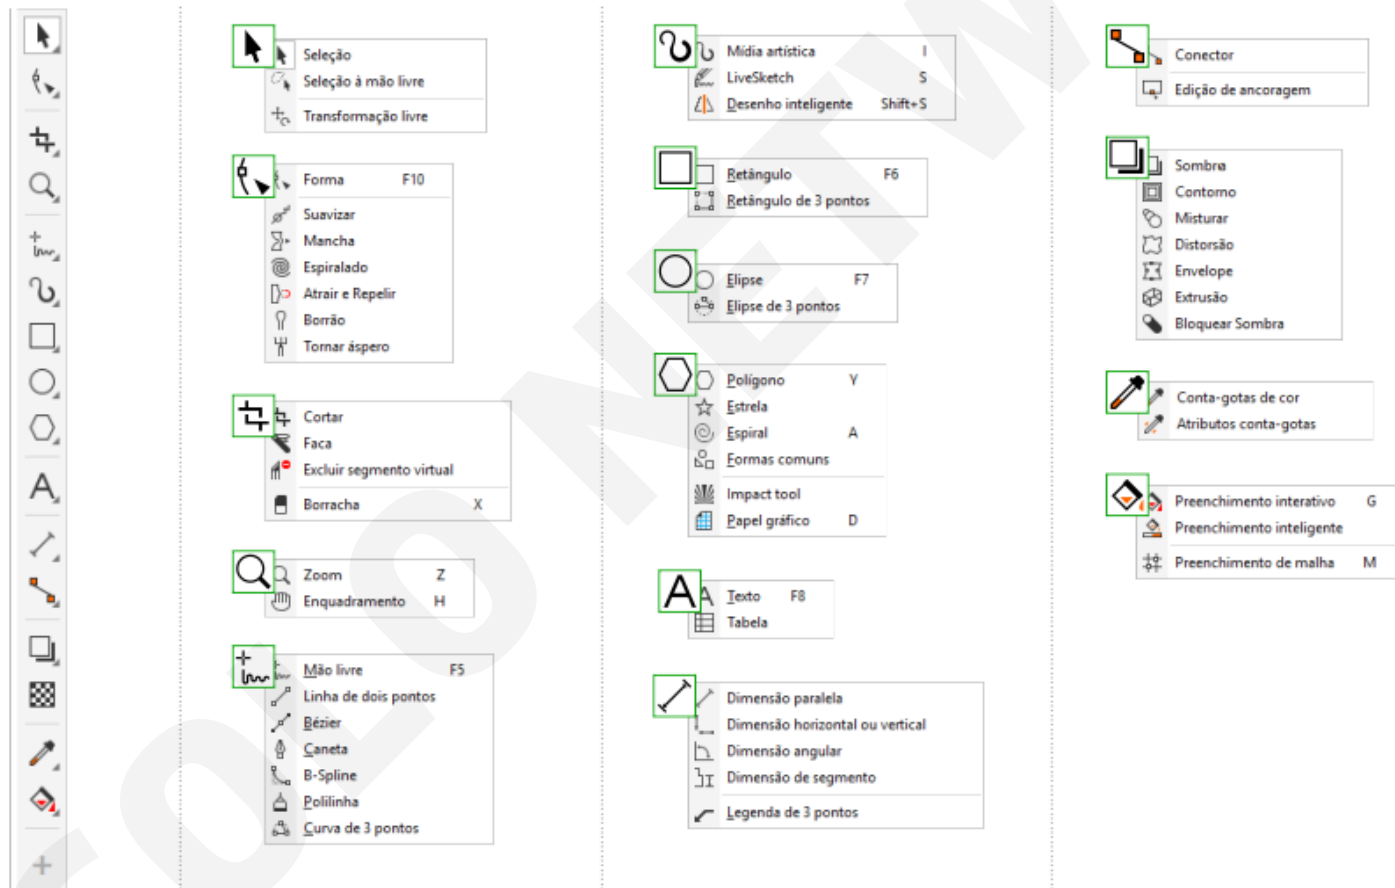 Seleção
Seleção à mão livre
Transformação livre
Forma F10
Suavizar
Mancha
Espiralado
Atrair e Repelir
Borrão
Tornar áspero
Cortar
Faca
Excluir segmento virtual
Borracha X
Zoom Z
Enquadramento H
Mão livre F5
Linha de dois pontos
Bézier
Caneta
B-Spline
Polilinha
Curva de 3 pontos
Mídia artística I
LiveSketch S
Desenho inteligente Shift+S
Retângulo F6
Retângulo de 3 pontos
Elipse F7
Elipse de 3 pontos
Polígono Y
Estrela
Espiral A
Formas comuns
Impact tool
Papel gráfico D
Texto F8
Tabela
Dimensão paralela
Dimensão horizontal ou vertical
Dimensão angular
Dimensão de segmento
Legenda de 3 pontos
Conector
Edição de ancoragem
Sombra
Contorno
Misturar
Distorsão
Envelope
Extrusão
Bloquear Sombra
Conta-gotas de cor
Atributos conta-gotas
Preenchimento interativo G
Preenchimento inteligente
Preenchimento de malha M
OLO NETW